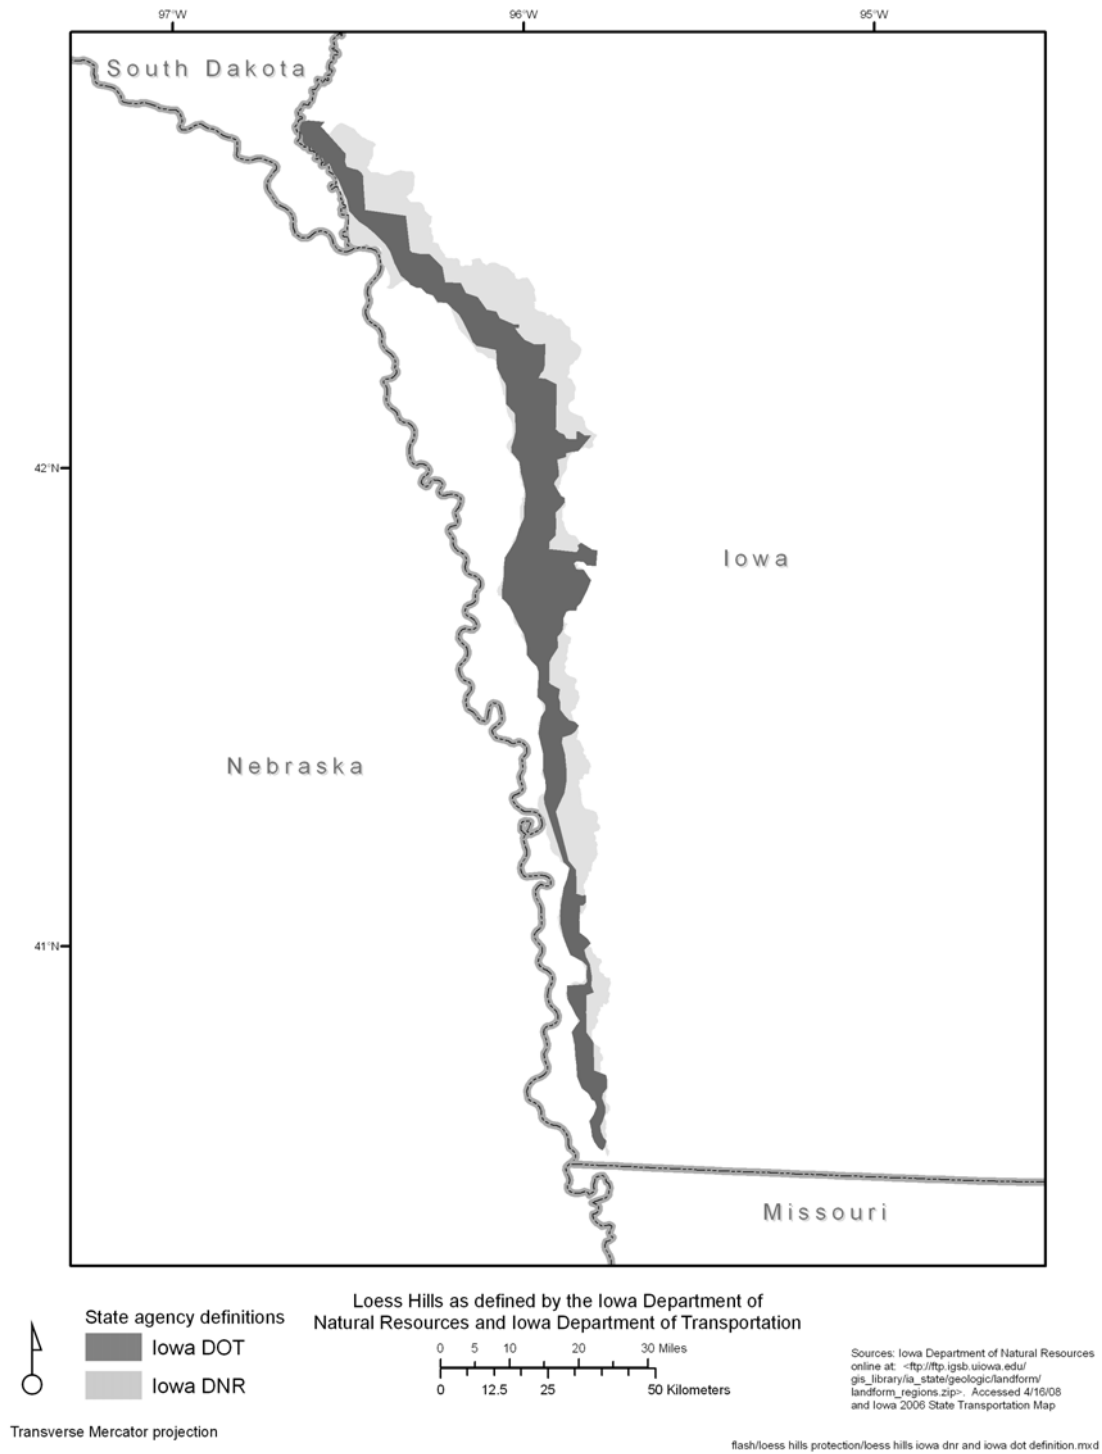 97°W
96°W
95°W
South Dakota
42°N
Iowa
Nebraska
41°N
Missouri
Loess Hills as defined by the Iowa Department of
Natural Resources and Iowa Department of Transportation
State agency definitions
Iowa DOT
Iowa DNR
0 5 10 20 30 Miles
0 12.5 25 50 Kilometers
Sources: Iowa Department of Natural Resources
online at: <ftp://ftp.igsb.uiowa.edu/
gis_library/ia_state/geologic/landform/
landform_regions.zip>. Accessed 4/16/08
and Iowa 2006 State Transportation Map
Transverse Mercator projection
flash/loess hills protection/loess hills iowa dnr and iowa dot definition.mxd